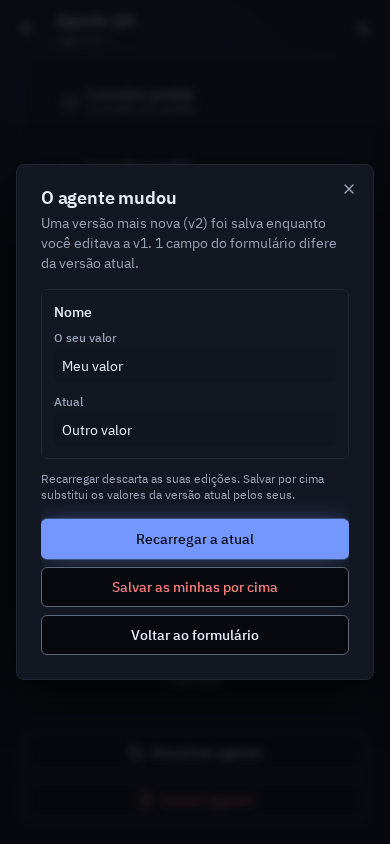 O agente mudou
Uma versão mais nova (v2) foi salva enquanto
você editava a v1. 1 campo do formulário difere
da versão atual.
Nome
O seu valor
Meu valor
Atual
Outro valor
Recarregar descarta as suas edições. Salvar por cima
substitui os valores da versão atual pelos seus.
Recarregar a atual
Salvar as minhas por cima
Voltar ao formulário